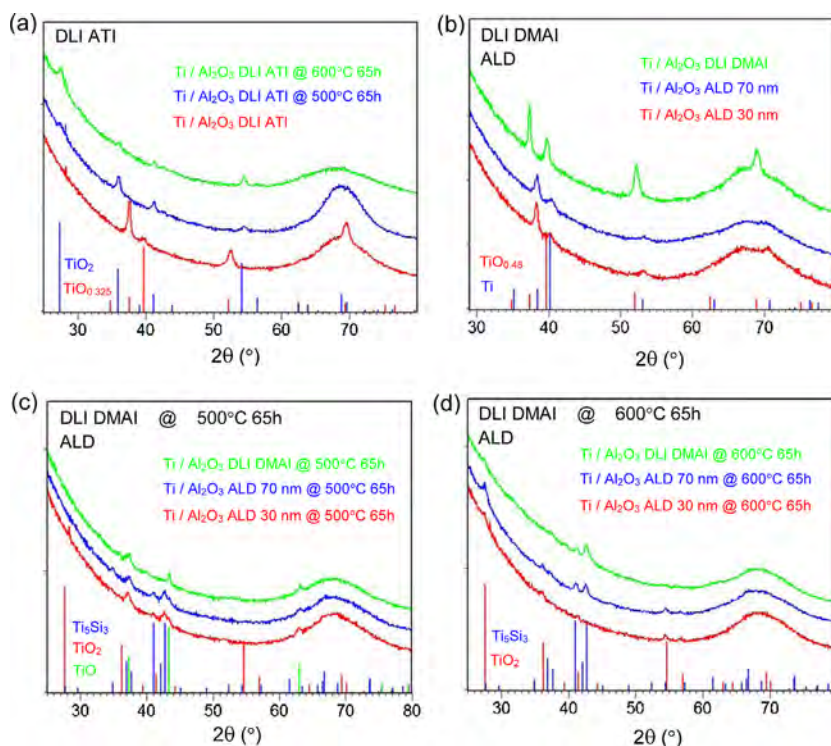 (a)
DLI ATI
Ti / Al₂O₃ DLI ATI @ 600°C 65h
Ti / Al₂O₃ DLI ATI @ 500°C 65h
Ti / Al₂O₃ DLI ATI
TiO₂
TiO₀.₃₂₅
30 40 50 60 70
2θ (°)
(b)
DLI DMAI
ALD
Ti / Al₂O₃ DLI DMAI
Ti / Al₂O₃ ALD 70 nm
Ti / Al₂O₃ ALD 30 nm
TiO₀.₄₈
Ti
30 40 50 60 70
2θ (°)
(c)
DLI DMAI @ 500°C 65h
ALD
Ti / Al₂O₃ DLI DMAI @ 500°C 65h
Ti / Al₂O₃ ALD 70 nm @ 500°C 65h
Ti / Al₂O₃ ALD 30 nm @ 500°C 65h
Ti₅Si₃
TiO₂
TiO
30 40 50 60 70 80
2θ (°)
(d)
DLI DMAI @ 600°C 65h
ALD
Ti / Al₂O₃ DLI DMAI @ 600°C 65h
Ti / Al₂O₃ ALD 70 nm @ 600°C 65h
Ti / Al₂O₃ ALD 30 nm @ 600°C 65h
Ti₅Si₃
TiO₂
30 40 50 60 70
2θ (°)